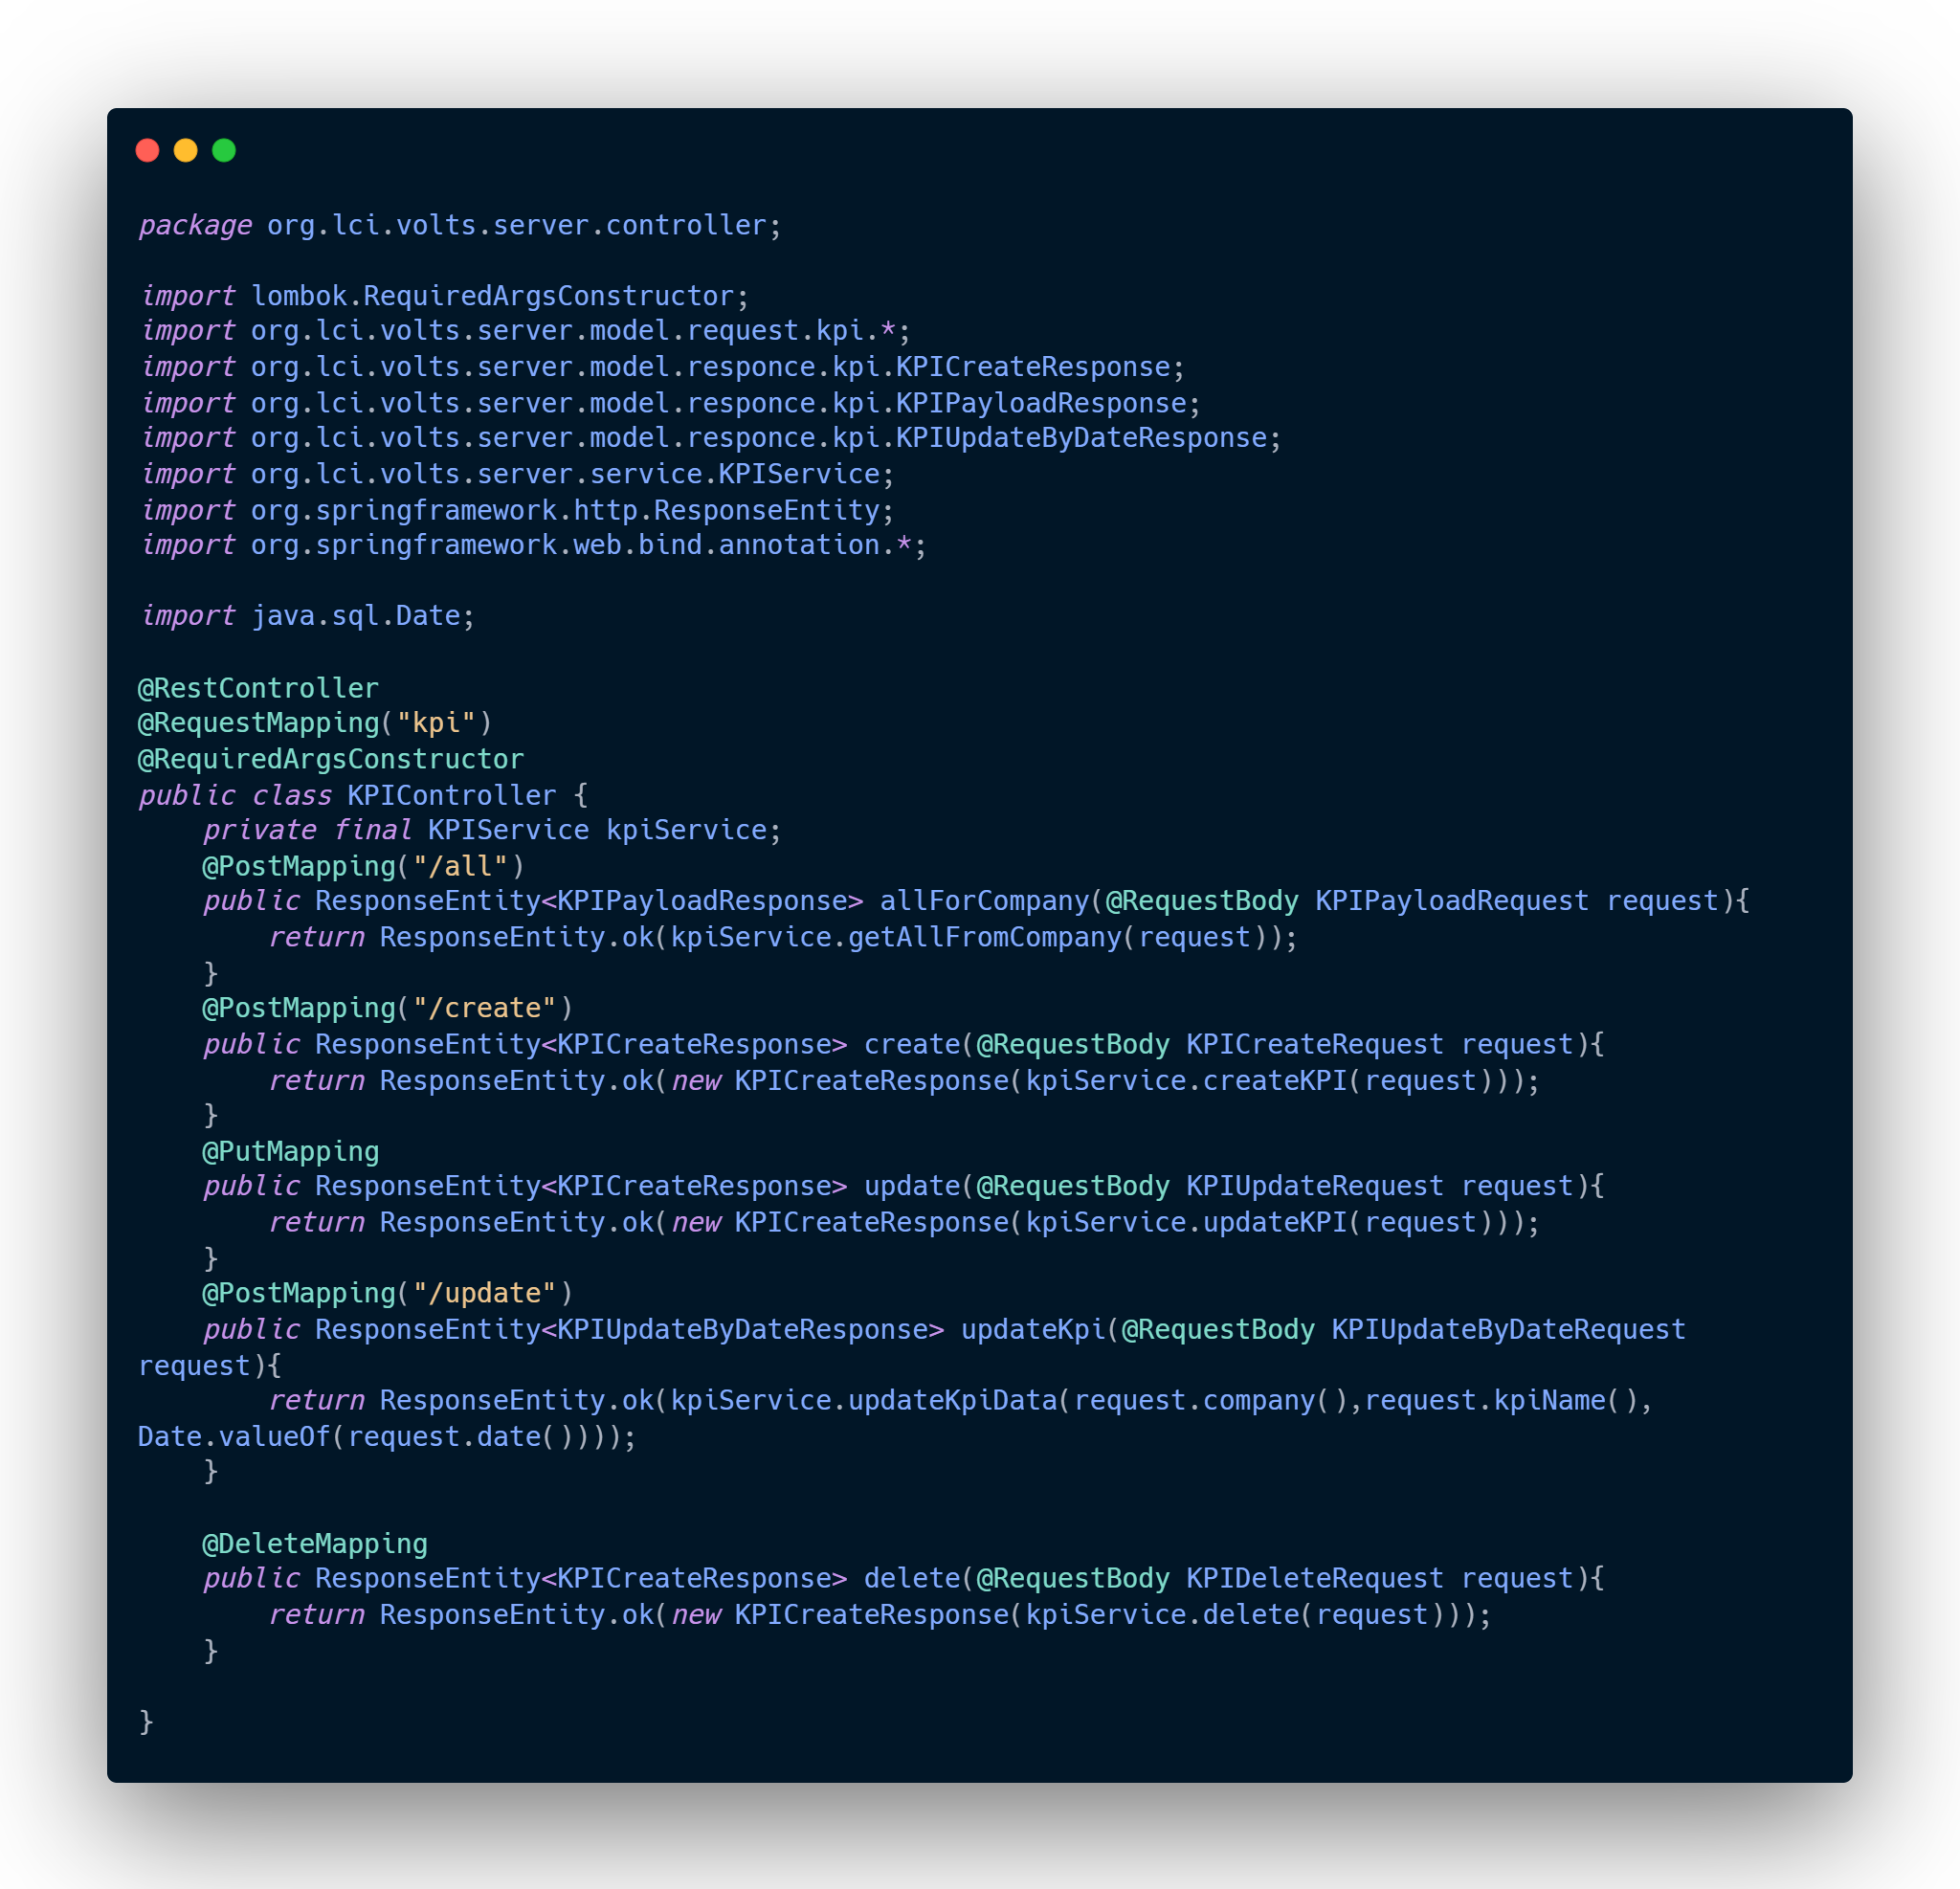 package org.lci.volts.server.controller;

import lombok.RequiredArgsConstructor;
import org.lci.volts.server.model.request.kpi.*;
import org.lci.volts.server.model.responce.kpi.KPICreateResponse;
import org.lci.volts.server.model.responce.kpi.KPIPayloadResponse;
import org.lci.volts.server.model.responce.kpi.KPIUpdateByDateResponse;
import org.lci.volts.server.service.KPIService;
import org.springframework.http.ResponseEntity;
import org.springframework.web.bind.annotation.*;

import java.sql.Date;

@RestController
@RequestMapping("kpi")
@RequiredArgsConstructor
public class KPIController {
    private final KPIService kpiService;
    @PostMapping("/all")
    public ResponseEntity<KPIPayloadResponse> allForCompany(@RequestBody KPIPayloadRequest request){
        return ResponseEntity.ok(kpiService.getAllFromCompany(request));
    }
    @PostMapping("/create")
    public ResponseEntity<KPICreateResponse> create(@RequestBody KPICreateRequest request){
        return ResponseEntity.ok(new KPICreateResponse(kpiService.createKPI(request)));
    }
    @PutMapping
    public ResponseEntity<KPICreateResponse> update(@RequestBody KPIUpdateRequest request){
        return ResponseEntity.ok(new KPICreateResponse(kpiService.updateKPI(request)));
    }
    @PostMapping("/update")
    public ResponseEntity<KPIUpdateByDateResponse> updateKpi(@RequestBody KPIUpdateByDateRequest
request){
        return ResponseEntity.ok(kpiService.updateKpiData(request.company(),request.kpiName(),
Date.valueOf(request.date())));
    }

    @DeleteMapping
    public ResponseEntity<KPICreateResponse> delete(@RequestBody KPIDeleteRequest request){
        return ResponseEntity.ok(new KPICreateResponse(kpiService.delete(request)));
    }

}